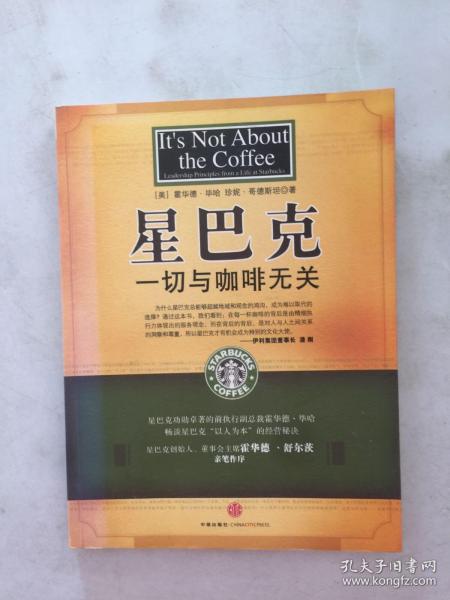 It's Not About
the Coffee
Leadership Principles from a Life at Starbucks
[美] 霍华德·毕哈 珍妮·哥德斯坦◎著
星巴克
一切与咖啡无关
为什么星巴克总能够超越地域和观念的鸿沟，成为难以取代的
选择？通过这本书，我们看到：在每一杯咖啡的背后是由精细执
行力体现出的服务观念，而在背后的背后，是对人与人之间关系
的洞察和尊重，所以星巴克才有机会成为特别的文化大使。
——伊利集团董事长 潘刚
STARBUCKS
COFFEE
星巴克功勋卓著的前执行副总裁霍华德·毕哈
畅谈星巴克“以人为本”的经营秘诀
星巴克创始人、董事会主席霍华德·舒尔茨
亲笔作序
中信出版社·CHINACITICPRESS
孔夫子旧书网
www.kongfz.com